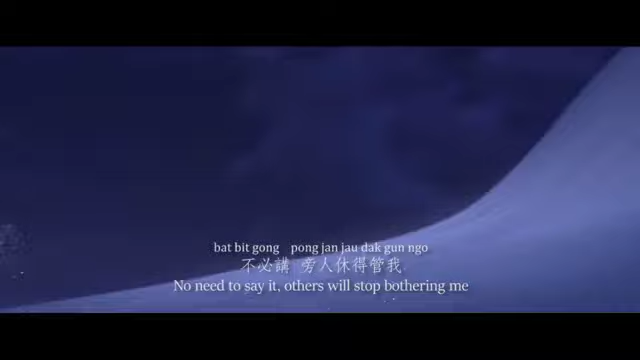 bat bit gong pong jan jau dak gun ngo
不必講 旁人休得管我
No need to say it, others will stop bothering me